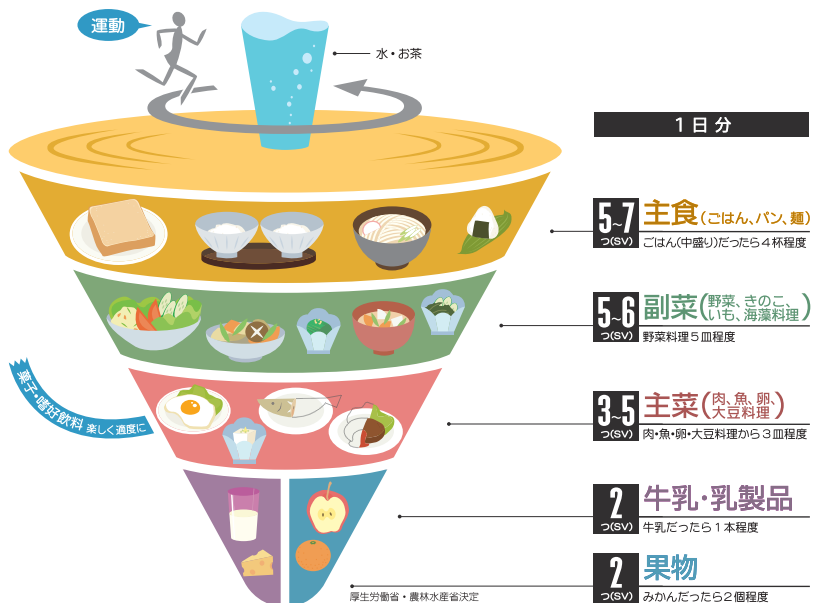 運動
水・お茶
1日分
5~7
つ(SV)
主食(ごはん、パン、麺)
ごはん(中盛り)だったら4杯程度
5~6
つ(SV)
副菜(野菜、きのこ、
いも、海藻料理)
野菜料理5皿程度
3~5
つ(SV)
主菜(肉、魚、卵、
大豆料理)
肉・魚・卵・大豆料理から3皿程度
菓子・嗜好飲料 楽しく適度に
2
つ(SV)
牛乳・乳製品
牛乳だったら1本程度
2
つ(SV)
果物
みかんだったら2個程度
厚生労働省・農林水産省決定